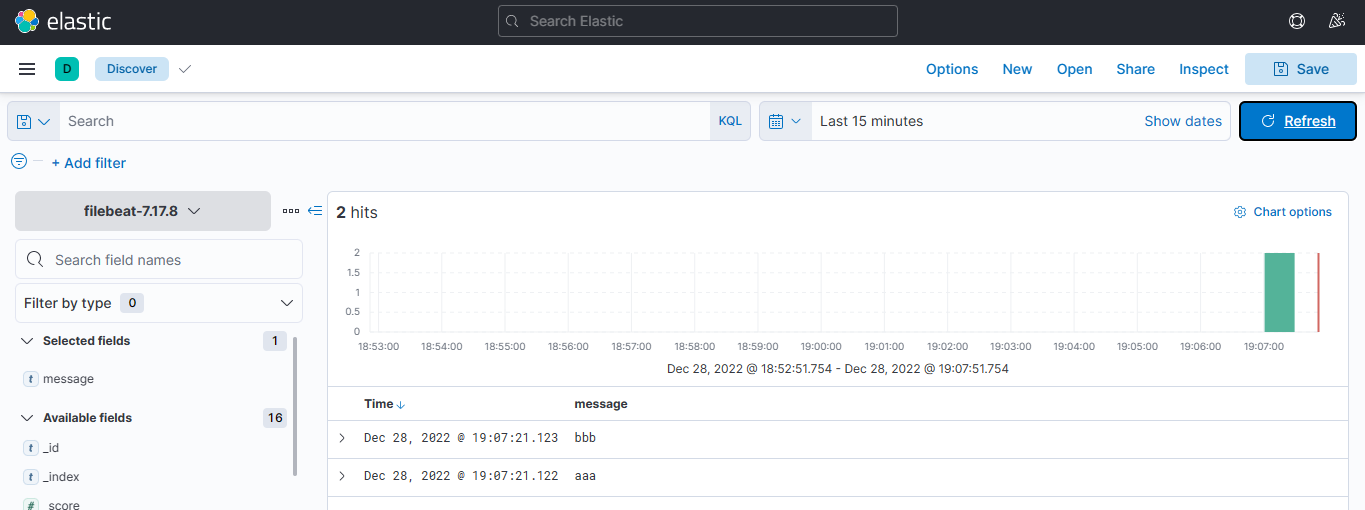 elastic
Search Elastic
D
Discover
Options New Open Share Inspect Save
Search KQL
Last 15 minutes Show dates
Refresh
+ Add filter
filebeat-7.17.8
Search field names
Filter by type 0
Selected fields 1
t message
Available fields 16
t _id
t _index
# _score
2 hits
Chart options
2
1.5
1
0.5
0
18:53:00 18:54:00 18:55:00 18:56:00 18:57:00 18:58:00 18:59:00 19:00:00 19:01:00 19:02:00 19:03:00 19:04:00 19:05:00 19:06:00 19:07:00
Dec 28, 2022 @ 18:52:51.754 - Dec 28, 2022 @ 19:07:51.754
Time message
Dec 28, 2022 @ 19:07:21.123 bbb
Dec 28, 2022 @ 19:07:21.122 aaa